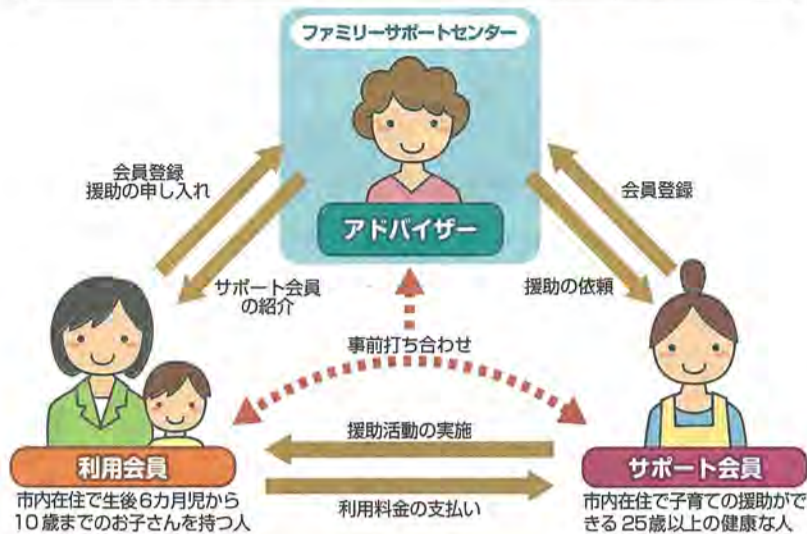 ファミリーサポートセンター
アドバイザー
会員登録
援助の申し入れ
会員登録
サポート会員
の紹介
援助の依頼
事前打ち合わせ
援助活動の実施
利用料金の支払い
利用会員
市内在住で生後6カ月児から
10歳までのお子さんを持つ人
サポート会員
市内在住で子育ての援助がで
きる25歳以上の健康な人